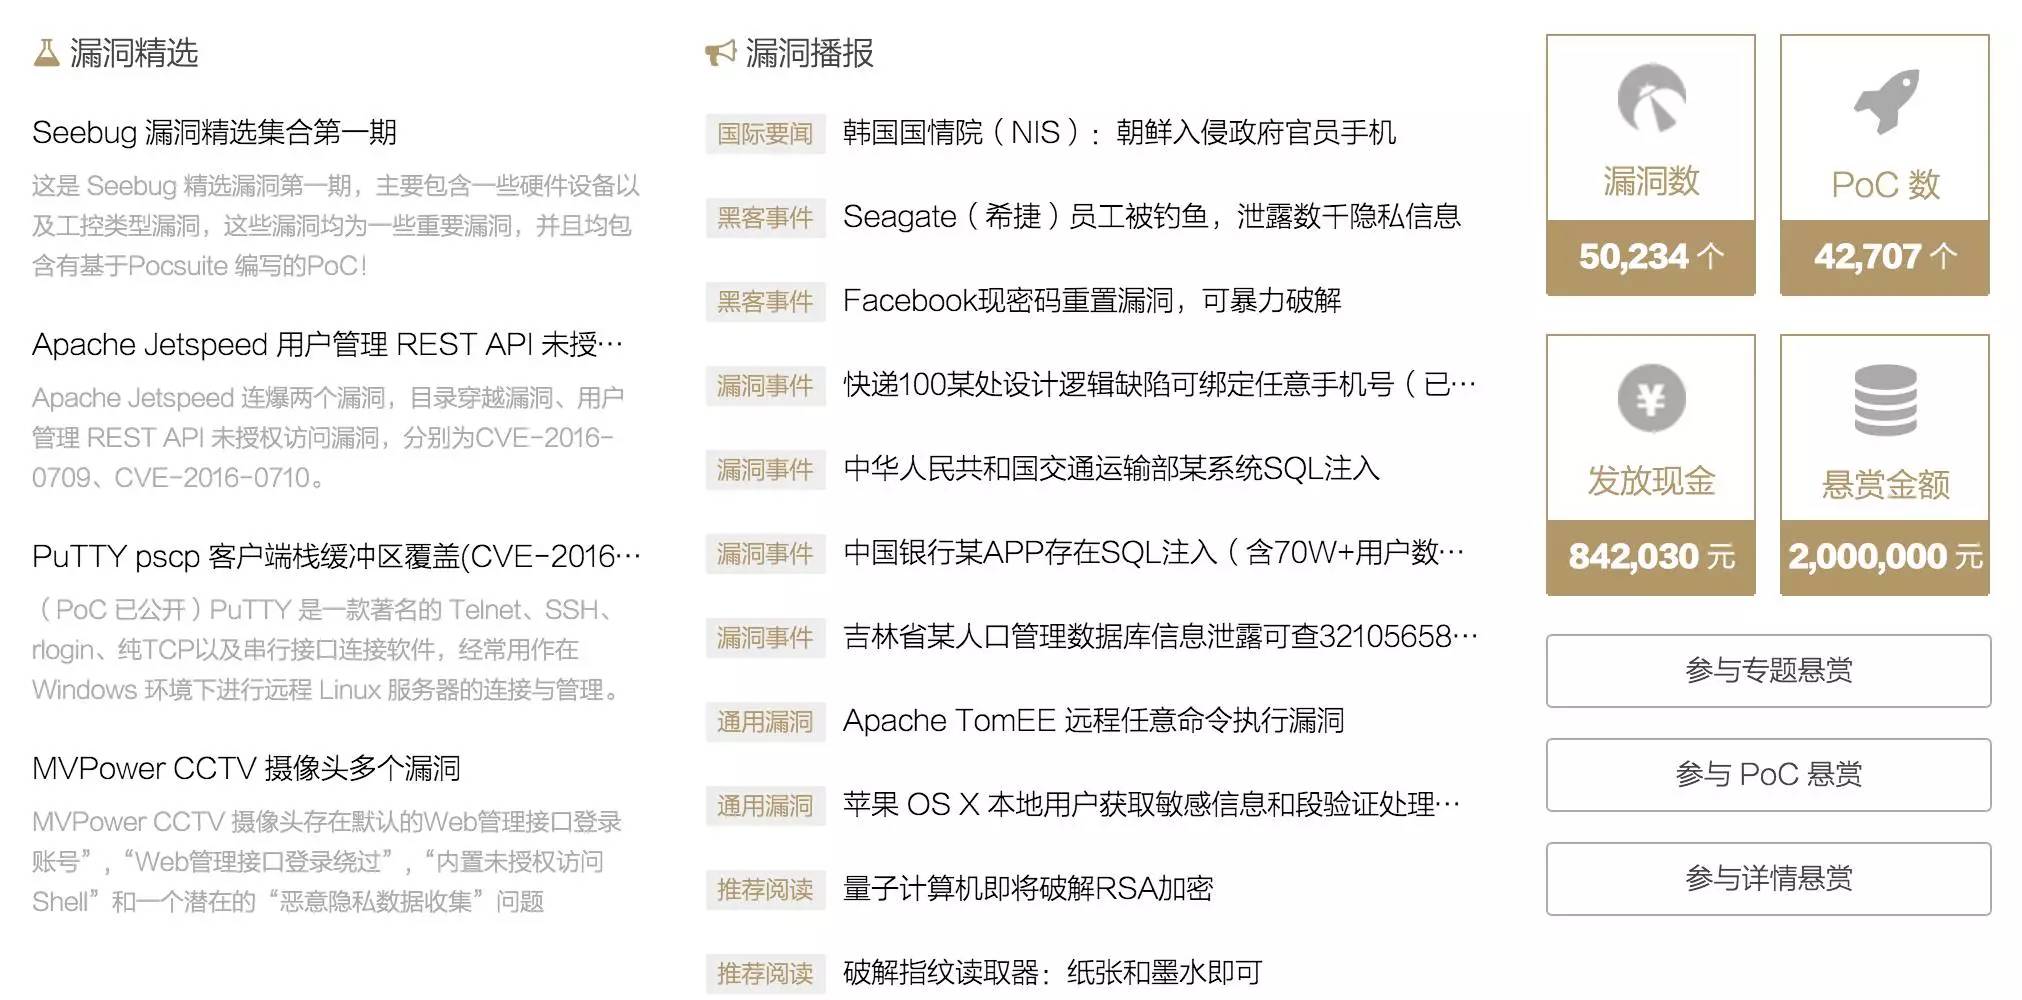 漏洞精选
Seebug 漏洞精选集合第一期
这是 Seebug 精选漏洞第一期，主要包含一些硬件设备以
及工控类型漏洞，这些漏洞均为一些重要漏洞，并且均包
含有基于Pocsuite 编写的PoC！
Apache Jetspeed 用户管理 REST API 未授…
Apache Jetspeed 连爆两个漏洞，目录穿越漏洞、用户
管理 REST API 未授权访问漏洞，分别为CVE-2016-
0709、CVE-2016-0710。
PuTTY pscp 客户端栈缓冲区覆盖(CVE-2016…
（PoC 已公开）PuTTY 是一款著名的 Telnet、SSH、
rlogin、纯TCP以及串行接口连接软件，经常用作在
Windows 环境下进行远程 Linux 服务器的连接与管理。
MVPower CCTV 摄像头多个漏洞
MVPower CCTV 摄像头存在默认的Web管理接口登录
账号”，“Web管理接口登录绕过”，“内置未授权访问
Shell”和一个潜在的“恶意隐私数据收集”问题
漏洞播报
国际要闻 韩国国情院（NIS）：朝鲜入侵政府官员手机
黑客事件 Seagate（希捷）员工被钓鱼，泄露数千隐私信息
黑客事件 Facebook现密码重置漏洞，可暴力破解
漏洞事件 快递100某处设计逻辑缺陷可绑定任意手机号（已…
漏洞事件 中华人民共和国交通运输部某系统SQL注入
漏洞事件 中国银行某APP存在SQL注入（含70W+用户数…
漏洞事件 吉林省某人口管理数据库信息泄露可查32105658…
通用漏洞 Apache TomEE 远程任意命令执行漏洞
通用漏洞 苹果 OS X 本地用户获取敏感信息和段验证处理…
推荐阅读 量子计算机即将破解RSA加密
推荐阅读 破解指纹读取器：纸张和墨水即可
漏洞数
50,234 个
PoC 数
42,707 个
¥
发放现金
842,030 元
悬赏金额
2,000,000 元
参与专题悬赏
参与 PoC 悬赏
参与详情悬赏